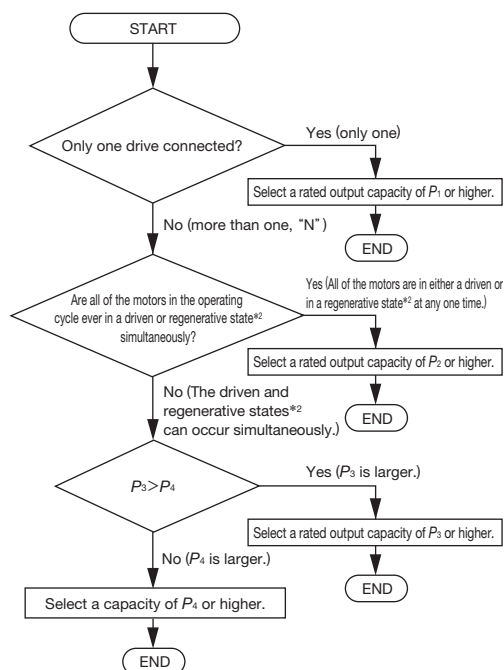 START
Only one drive connected?
Yes (only one)
Select a rated output capacity of P1 or higher.
END
No (more than one, "N")
Are all of the motors in the operating
cycle ever in a driven or regenerative state*2
simultaneously?
Yes (All of the motors are in either a driven or
in a regenerative state*2 at any one time.)
Select a rated output capacity of P2 or higher.
END
No (The driven and
regenerative states*2
can occur simultaneously.)
P3>P4
Yes (P3 is larger.)
Select a rated output capacity of P3 or higher.
END
No (P4 is larger.)
Select a capacity of P4 or higher.
END